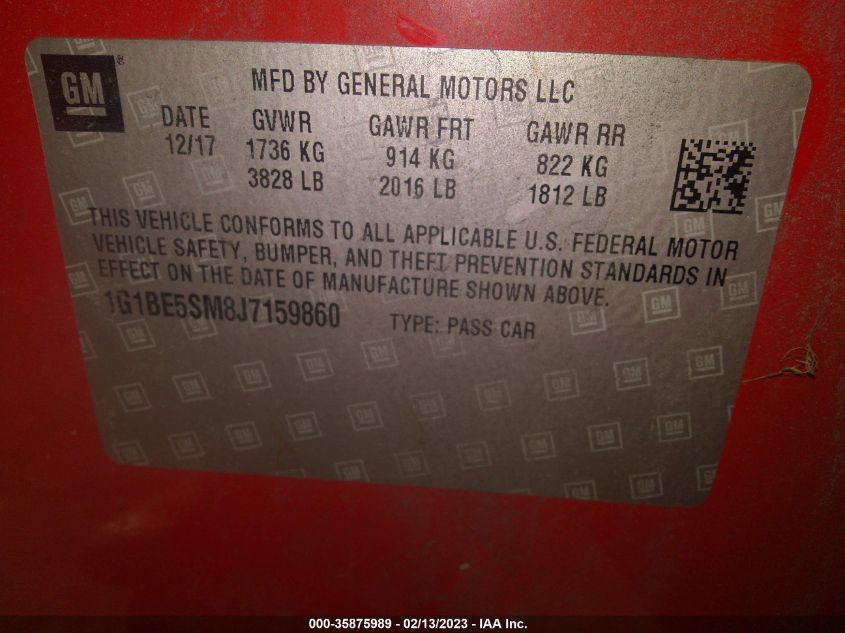 GM
MFD BY GENERAL MOTORS LLC
DATE GVWR GAWR FRT GAWR RR
12/17 1736 KG 914 KG 822 KG
3828 LB 2016 LB 1812 LB
THIS VEHICLE CONFORMS TO ALL APPLICABLE U.S. FEDERAL MOTOR
VEHICLE SAFETY, BUMPER, AND THEFT PREVENTION STANDARDS IN
EFFECT ON THE DATE OF MANUFACTURE SHOWN ABOVE.
1G1BE5SM8J7159860 TYPE: PASS CAR
000-35875989 - 02/13/2023 - IAA Inc.